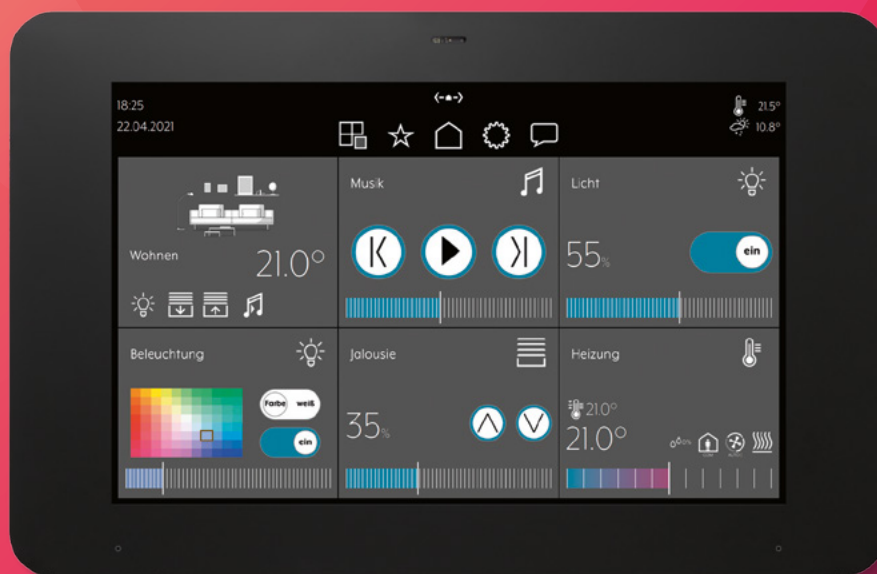 18:25
22.04.2021
21.5°
10.8°
Wohnen
21.0°
Musik
Licht
55%
ein
Beleuchtung
Farbe weiß
ein
Jalousie
35%
Heizung
21.0°
21.0°